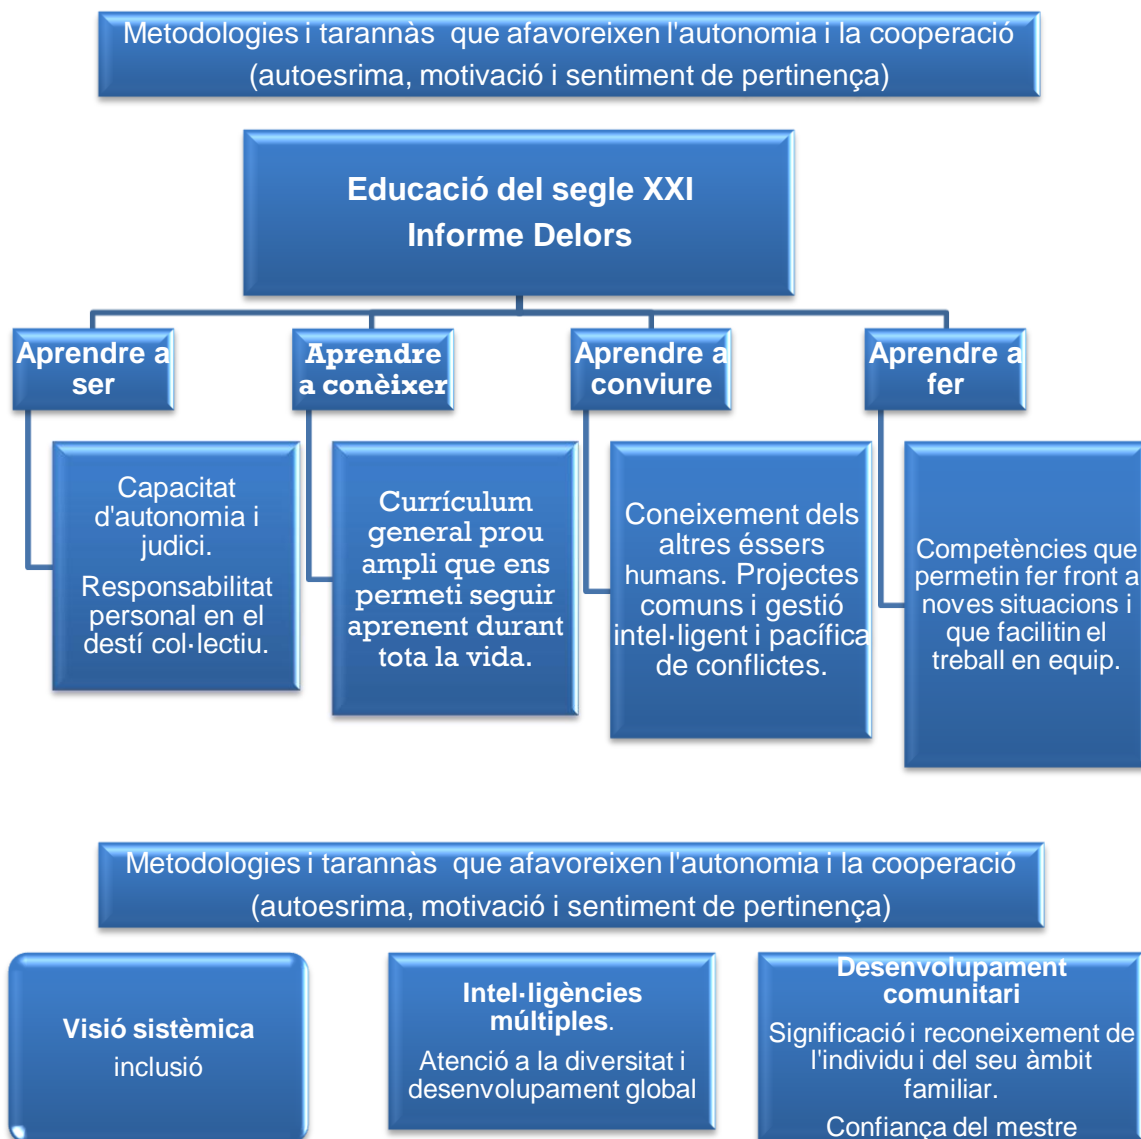 Metodologies i tarannàs que afavoreixen l'autonomia i la cooperació
(autoesrima, motivació i sentiment de pertinença)
Educació del segle XXI
Informe Delors
Aprendre a
ser
Aprendre
a conèixer
Aprendre a
conviure
Aprendre a
fer
Capacitat
d'autonomia i
judici.
Responsabilitat
personal en el
destí col·lectiu.
Currículum
general prou
ampli que ens
permeti seguir
aprenent durant
tota la vida.
Coneixement dels
altres éssers
humans. Projectes
comuns i gestió
intel·ligent i pacífica
de conflictes.
Competències que
permetin fer front a
noves situacions i
que facilitin el
treball en equip.
Metodologies i tarannàs que afavoreixen l'autonomia i la cooperació
(autoesrima, motivació i sentiment de pertinença)
Visió sistèmica
inclusió
Intel·ligències
múltiples.
Atenció a la diversitat i
desenvolupament global
Desenvolupament
comunitari
Significació i reconeixement de
l'individu i del seu àmbit
familiar.
Confiança del mestre